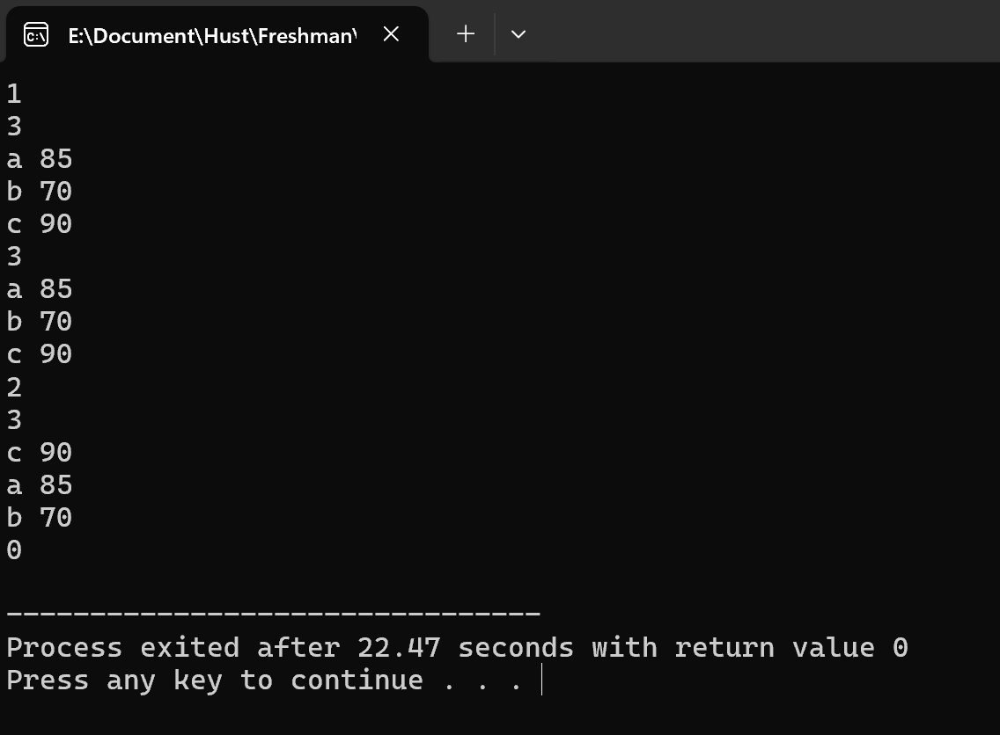 E:\Document\Hust\Freshman\
1
3
a 85
b 70
c 90
3
a 85
b 70
c 90
2
3
c 90
a 85
b 70
0
--------------------------------
Process exited after 22.47 seconds with return value 0
Press any key to continue . . .